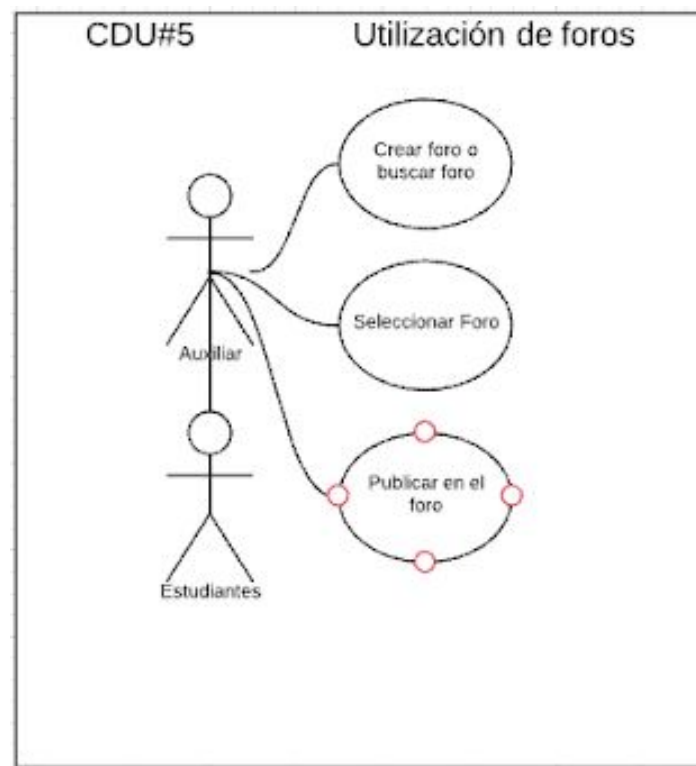 CDU#5
Utilización de foros
Crear foro o
buscar foro
Seleccionar Foro
Auxiliar
Publicar en el
foro
Estudiantes